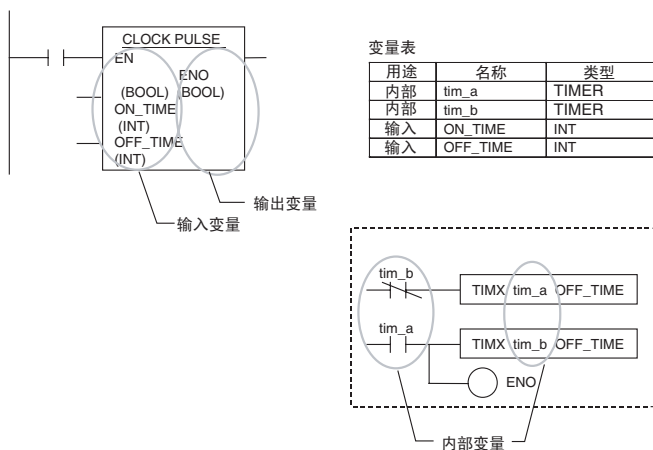 CLOCK PULSE
EN
ENO
(BOOL) (BOOL)
ON_TIME
(INT)
OFF_TIME
(INT)
输入变量
输出变量
变量表
用途 名称 类型
内部 tim_a TIMER
内部 tim_b TIMER
输入 ON_TIME INT
输入 OFF_TIME INT
tim_b
TIMX tim_a OFF_TIME
tim_a
TIMX tim_b OFF_TIME
ENO
内部变量